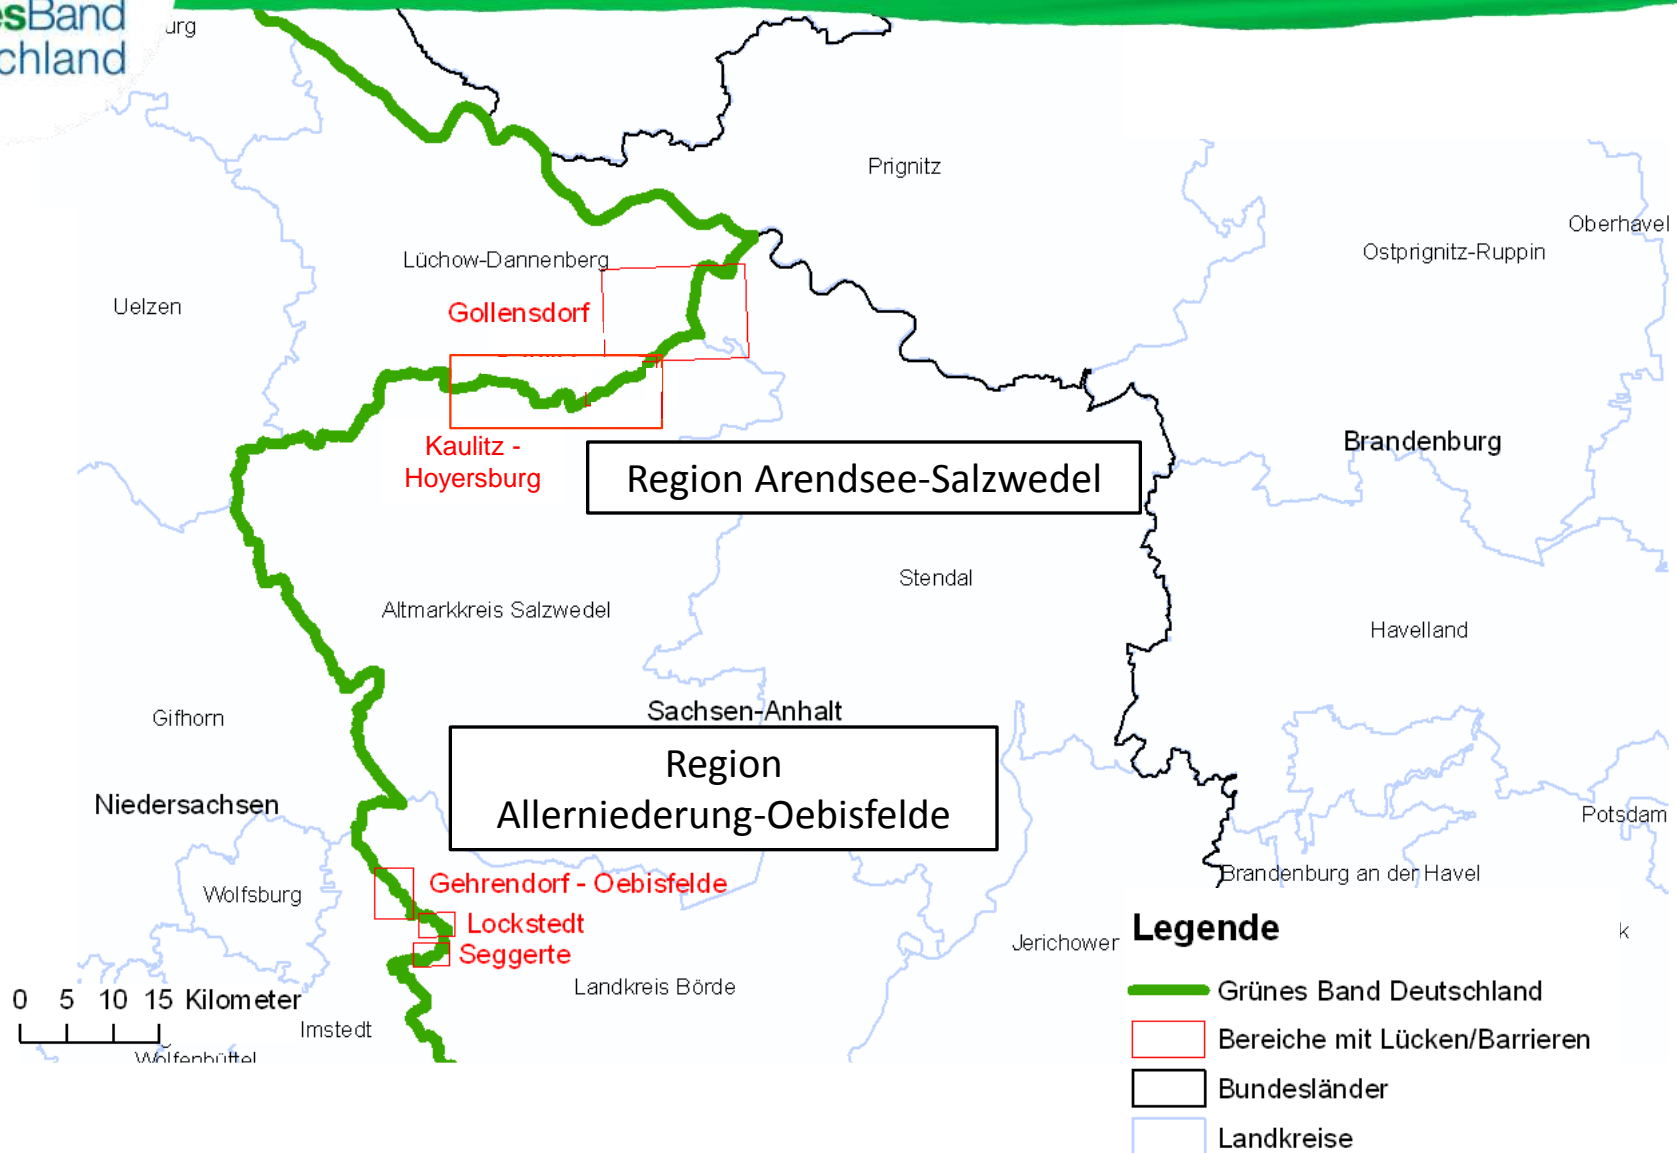 esBand
chland
urg
Prignitz
Oberhavel
Ostprignitz-Ruppin
Lüchow-Dannenberg
Uelzen
Gollensdorf
Kaulitz -
Hoyersburg
Brandenburg
Region Arendsee-Salzwedel
Stendal
Altmarkkreis Salzwedel
Havelland
Sachsen-Anhalt
Gifhorn
Region
Allerniederung-Oebisfelde
Niedersachsen
Potsdam
Brandenburg an der Havel
Wolfsburg
Gehrendorf - Oebisfelde
Lockstedt
Seggerte
Jerichower
k
Landkreis Börde
0 5 10 15 Kilometer
lmstedt
Wolfenbüttel
Legende
Grünes Band Deutschland
Bereiche mit Lücken/Barrieren
Bundesländer
Landkreise